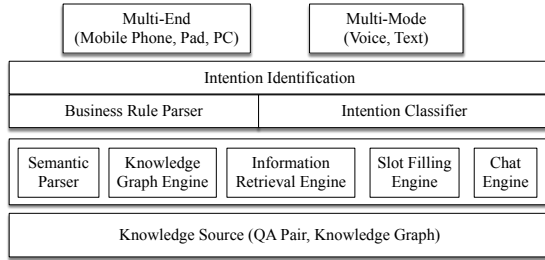 Multi-End
(Mobile Phone, Pad, PC)
Multi-Mode
(Voice, Text)
Intention Identification
Business Rule Parser
Intention Classifier
Semantic
Parser
Knowledge
Graph Engine
Information
Retrieval Engine
Slot Filling
Engine
Chat
Engine
Knowledge Source (QA Pair, Knowledge Graph)